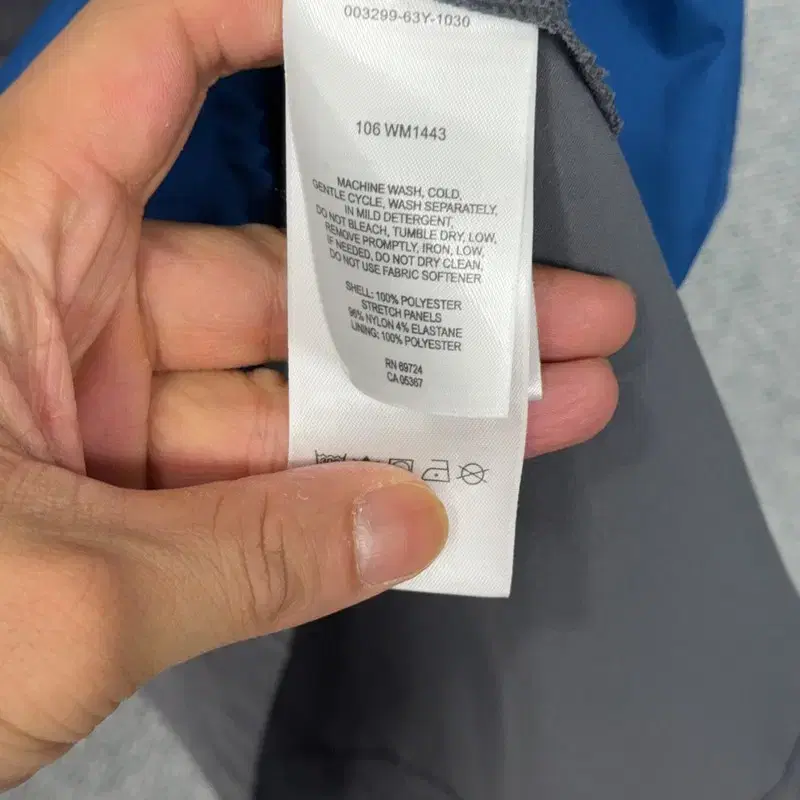 003299-63Y-1030
106 WM1443
MACHINE WASH, COLD,
GENTLE CYCLE, WASH SEPARATELY,
IN MILD DETERGENT,
DO NOT BLEACH, TUMBLE DRY, LOW,
REMOVE PROMPTLY, IRON, LOW,
IF NEEDED, DO NOT DRY CLEAN,
DO NOT USE FABRIC SOFTENER
SHELL: 100% POLYESTER
STRETCH PANELS
96% NYLON 4% ELASTANE
LINING: 100% POLYESTER
RN 69724
CA 05367